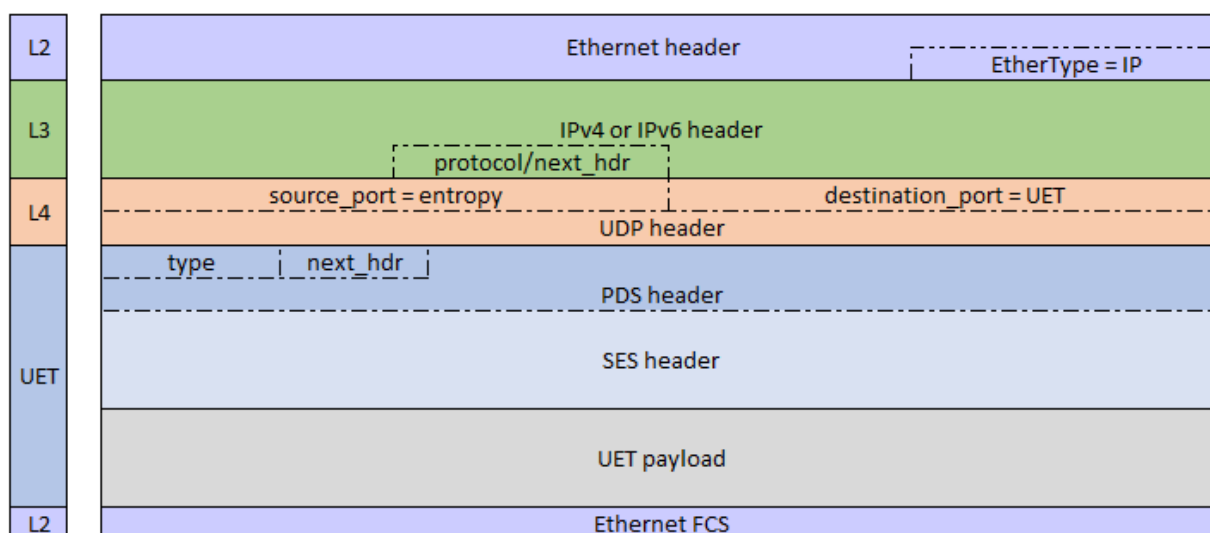 L2
Ethernet header
EtherType = IP
L3
IPv4 or IPv6 header
protocol/next_hdr
L4
source_port = entropy
destination_port = UET
UDP header
UET
type
next_hdr
PDS header
SES header
UET payload
L2
Ethernet FCS